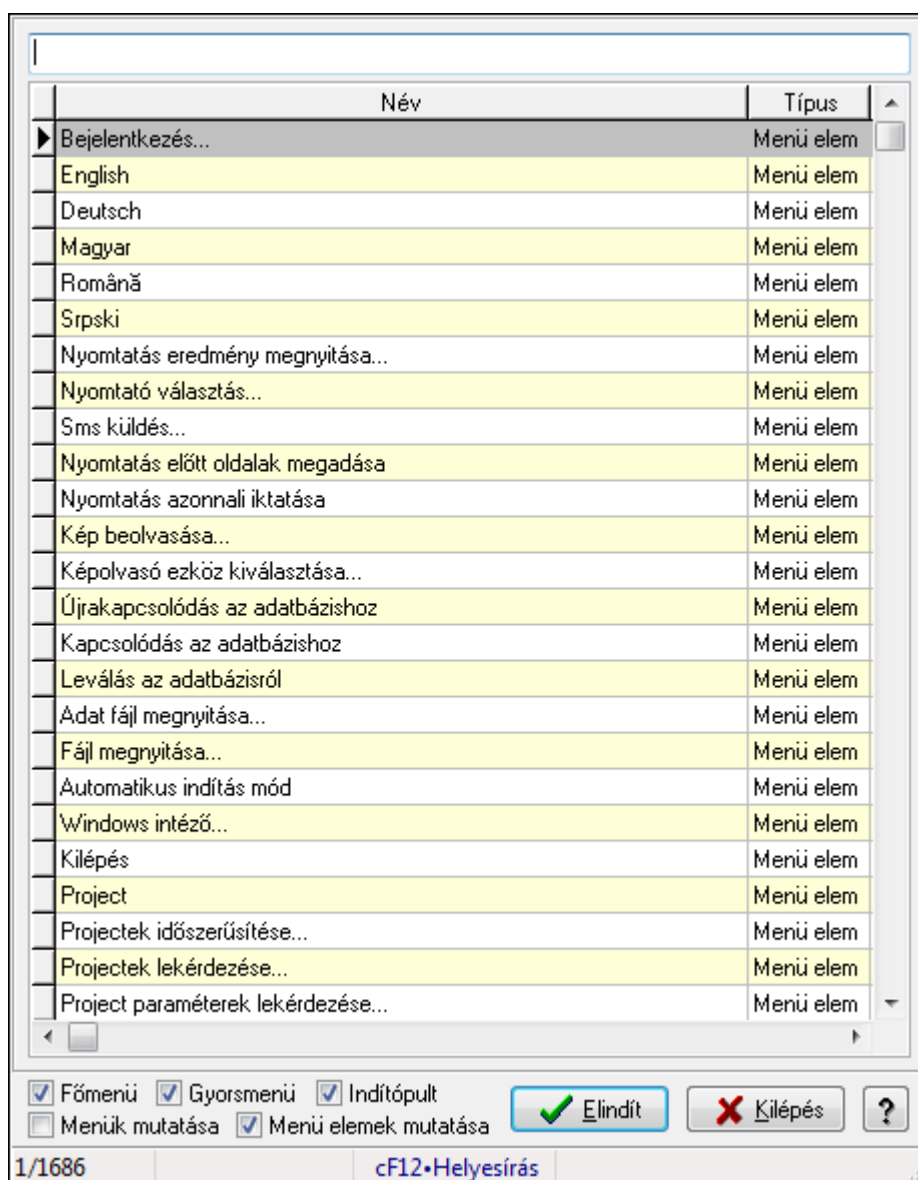 Név Típus
Bejelentkezés... Menü elem
English Menü elem
Deutsch Menü elem
Magyar Menü elem
Română Menü elem
Srpski Menü elem
Nyomtatás eredmény megnyitása... Menü elem
Nyomtató választás... Menü elem
Sms küldés... Menü elem
Nyomtatás előtt oldalak megadása Menü elem
Nyomtatás azonnali iktatása Menü elem
Kép beolvasása... Menü elem
Képolvasó ezköz kiválasztása... Menü elem
Újrakapcsolódás az adatbázishoz Menü elem
Kapcsolódás az adatbázishoz Menü elem
Leválás az adatbázisról Menü elem
Adat fájl megnyitása... Menü elem
Fájl megnyitása... Menü elem
Automatikus indítás mód Menü elem
Windows intéző... Menü elem
Kilépés Menü elem
Project Menü elem
Projectek időszerűsítése... Menü elem
Projectek lekérdezése... Menü elem
Project paraméterek lekérdezése... Menü elem
Főmenü Gyorsmenü Indítópult
Menük mutatása Menü elemek mutatása
Elindít Kilépés ?
1/1686 cF12•Helyesírás